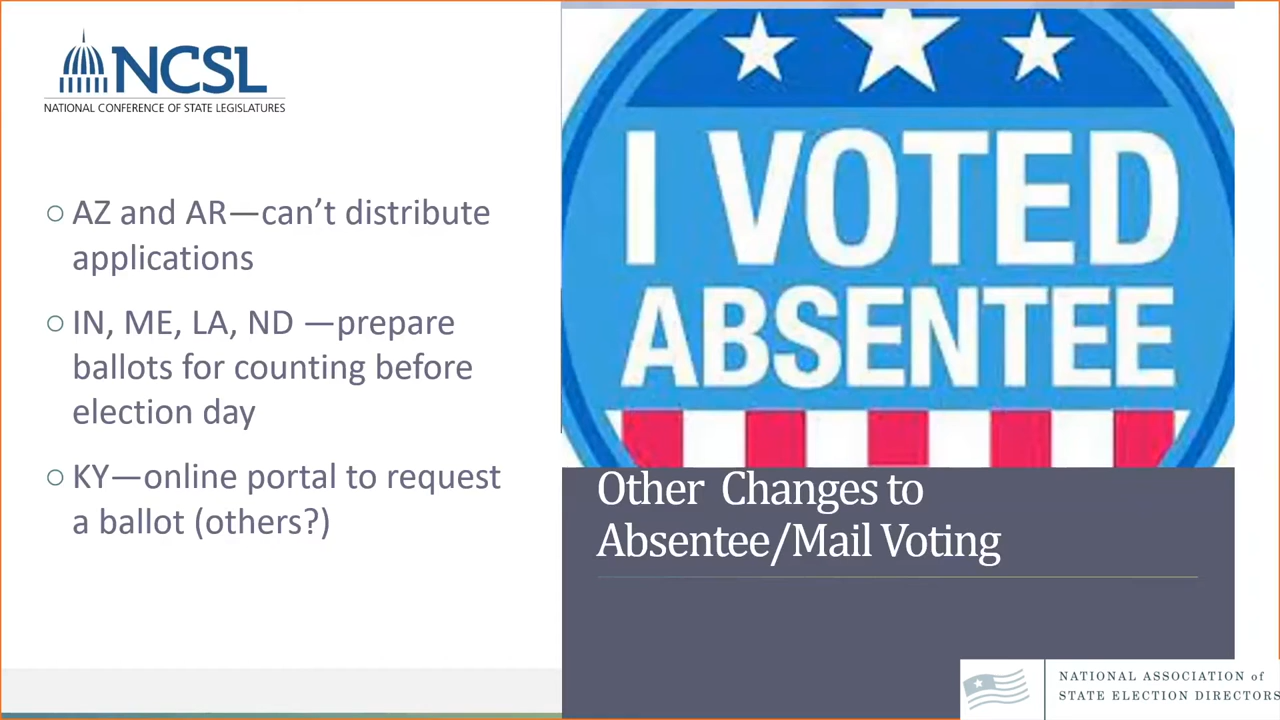 NCSL
NATIONAL CONFERENCE OF STATE LEGISLATURES
○ AZ and AR—can’t distribute
applications
○ IN, ME, LA, ND —prepare
ballots for counting before
election day
○ KY—online portal to request
a ballot (others?)
I VOTED
ABSENTEE
Other Changes to
Absentee/Mail Voting
NATIONAL ASSOCIATION of
STATE ELECTION DIRECTORS